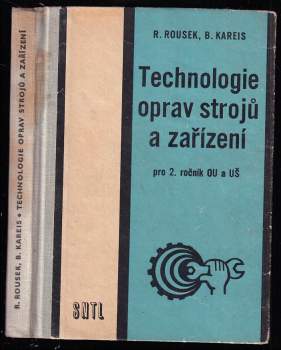 R. ROUSEK, B. KAREIS • TECHNOLOGIE OPRAV STROJŮ A ZAŘÍZENÍ
R. ROUSEK, B. KAREIS
Technologie
oprav strojů
a zařízení
pro 2. ročník OU a UŠ
SNTL